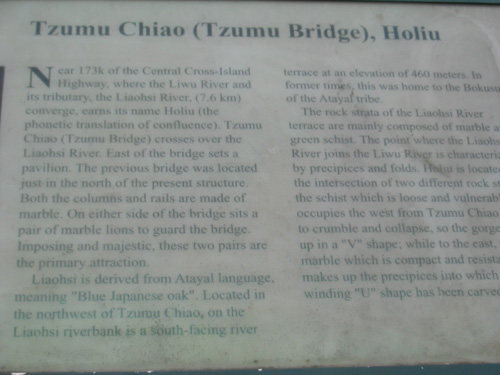 Tzumu Chiao (Tzumu Bridge), Holiu
Near 173k of the Central Cross-Island
Highway, where the Liwu River and
its tributary, the Liaohsi River, (7.6 km)
converge, earns its name Holiu (the
phonetic translation of confluence). Tzumu
Chiao (Tzumu Bridge) crosses over the
Liaohsi River. East of the bridge sets a
pavilion. The previous bridge was located
just in the north of the present structure.
Both the columns and rails are made of
marble. On either side of the bridge sits a
pair of marble lions to guard the bridge.
Imposing and majestic, these two pairs are
the primary attraction.
Liaohsi is derived from Atayal language,
meaning "Blue Japanese oak". Located in
the northwest of Tzumu Chiao, on the
Liaohsi riverbank is a south-facing river
terrace at an elevation of 460 meters. In
former times, this was home to the Bokusu
of the Atayal tribe.
The rock strata of the Liaohsi River
terrace are mainly composed of marble a
green schist. The point where the Liaohs
River joins the Liwu River is characteri
by precipices and folds. Holiu is locate
the intersection of two different rock s
the schist which is loose and vulnerabl
occupies the west from Tzumu Chiao
to crumble and collapse, so the gorge
up in a "V" shape; while to the east,
marble which is compact and resista
makes up the precipices into which
winding "U" shape has been carved